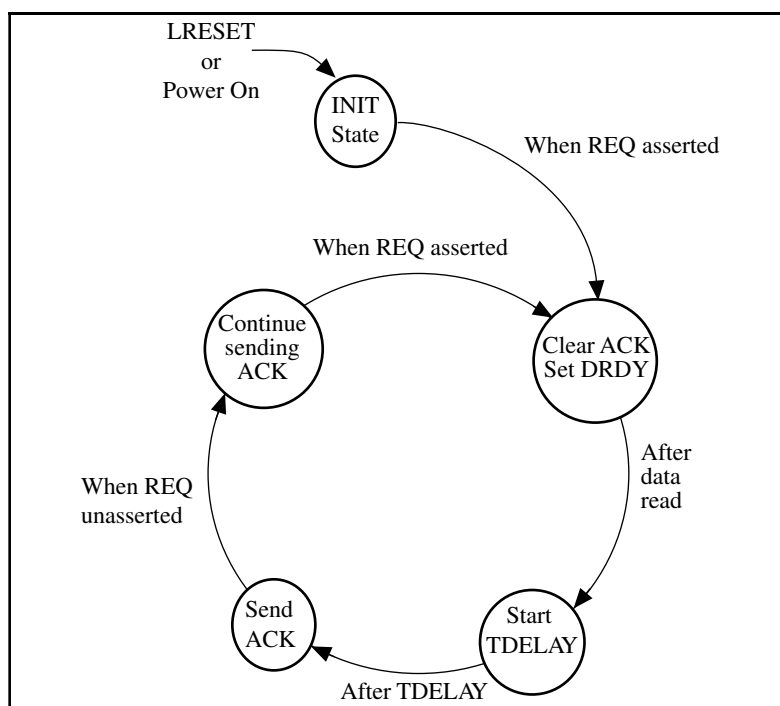 LRESET
or
Power On
INIT
State
When REQ asserted
When REQ asserted
Continue
sending
ACK
Clear ACK
Set DRDY
After
data
read
When REQ
unasserted
Send
ACK
Start
TDELAY
After TDELAY